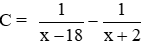 C = 1/(x − 18) − 1/(x + 2)